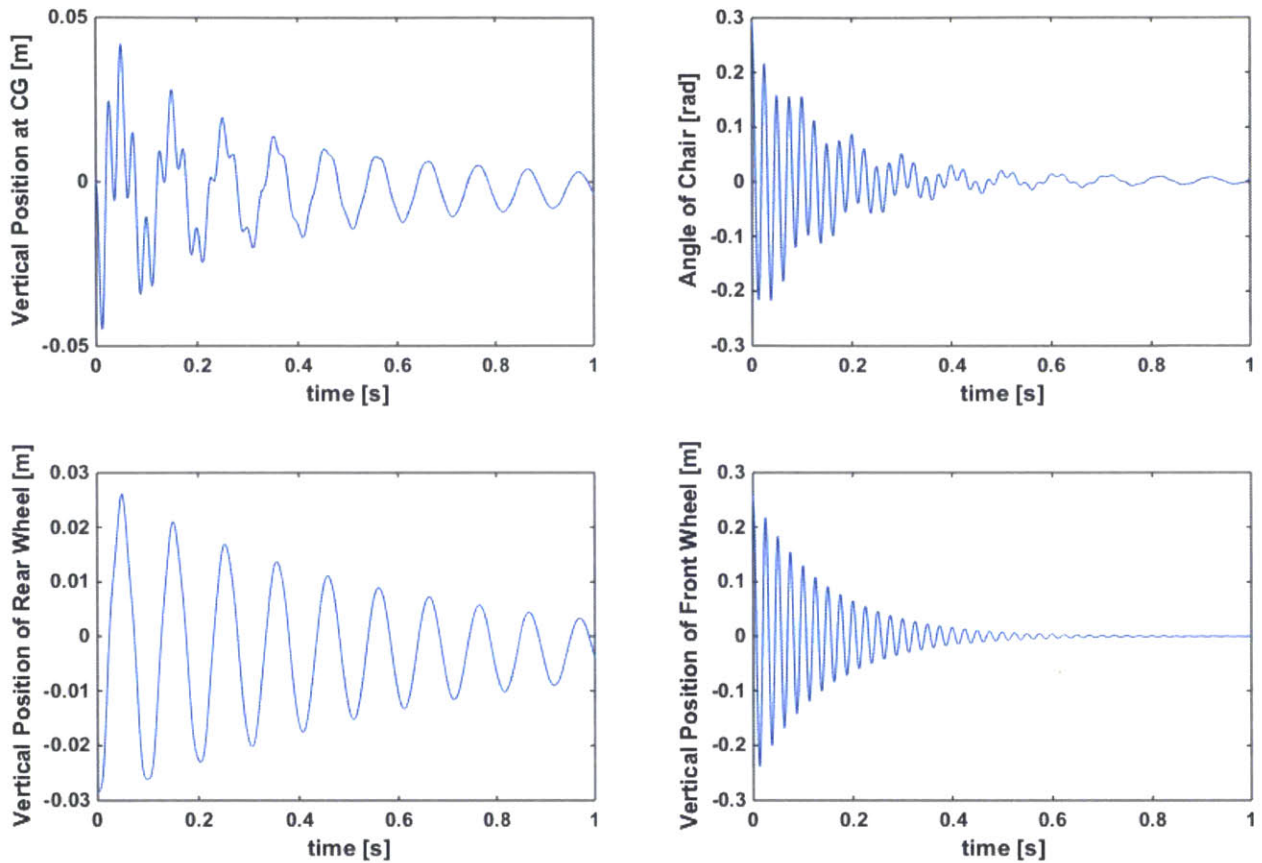 Vertical Position at CG [m]
0.05
0
-0.05
0 0.2 0.4 0.6 0.8 1
time [s]
Angle of Chair [rad]
0.3
0.2
0.1
0
-0.1
-0.2
-0.3
0 0.2 0.4 0.6 0.8 1
time [s]
Vertical Position of Rear Wheel [m]
0.03
0.02
0.01
0
-0.01
-0.02
-0.03
0 0.2 0.4 0.6 0.8 1
time [s]
Vertical Position of Front Wheel [m]
0.3
0.2
0.1
0
-0.1
-0.2
-0.3
0 0.2 0.4 0.6 0.8 1
time [s]